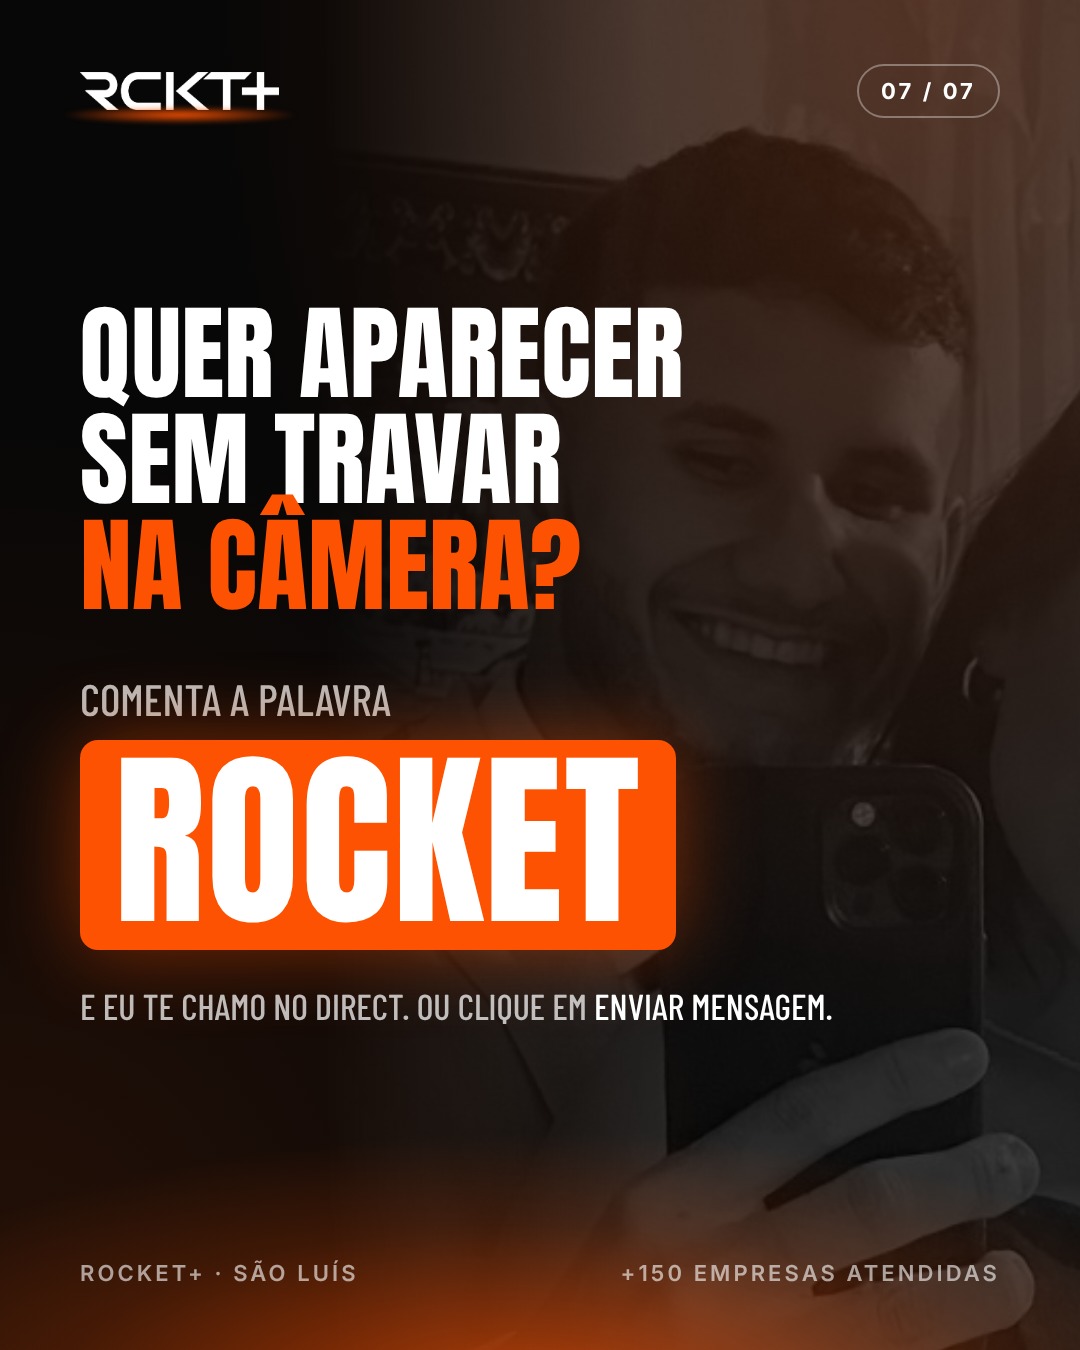 RCKT+
07 / 07
QUER APARECER
SEM TRAVAR
NA CÂMERA?
COMENTA A PALAVRA
ROCKET
E EU TE CHAMO NO DIRECT. OU CLIQUE EM ENVIAR MENSAGEM.
ROCKET+ · SÃO LUÍS
+150 EMPRESAS ATENDIDAS